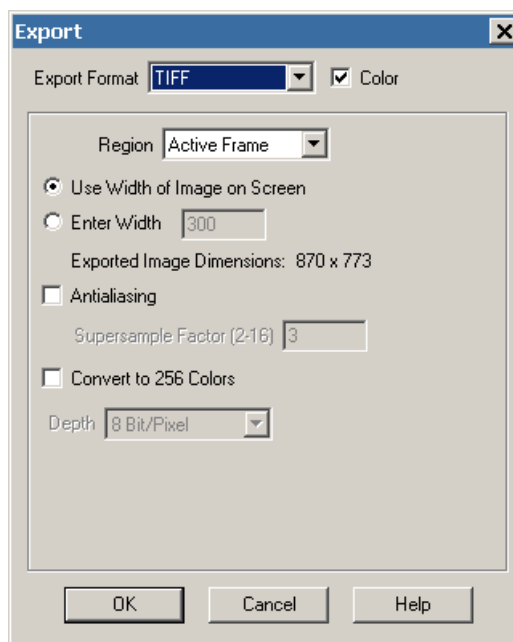 Export
Export Format TIFF Color
Region Active Frame
Use Width of Image on Screen
Enter Width 300
Exported Image Dimensions: 870 x 773
Antialiasing
Supersample Factor (2-16) 3
Convert to 256 Colors
Depth 8 Bit/Pixel
OK Cancel Help